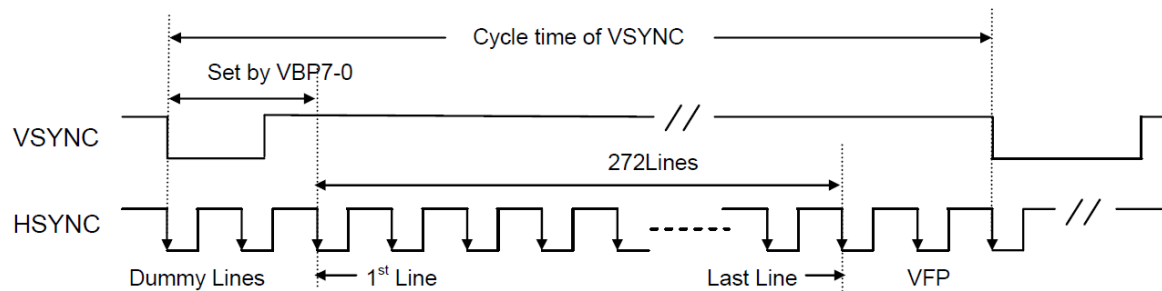 Cycle time of VSYNC
Set by VBP7-0
VSYNC
272Lines
HSYNC
Dummy Lines
1st Line
Last Line
VFP